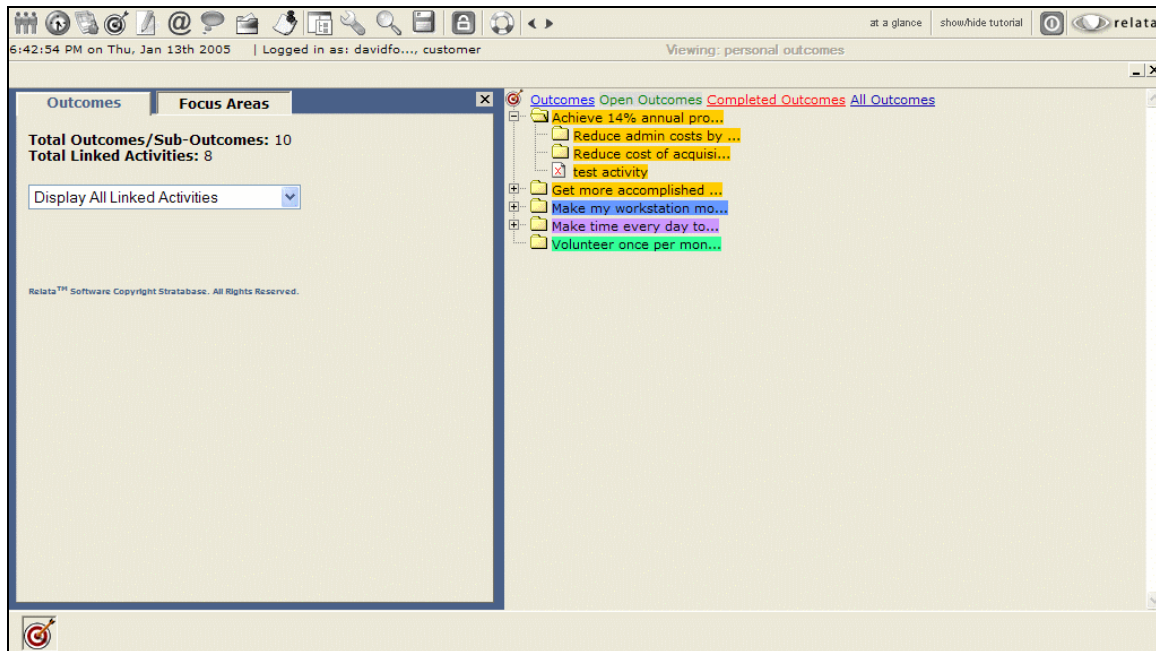 at a glance show/hide tutorial relata
6:42:54 PM on Thu, Jan 13th 2005 | Logged in as: davidfo..., customer Viewing: personal outcomes
Outcomes Focus Areas
Total Outcomes/Sub-Outcomes: 10
Total Linked Activities: 8
Display All Linked Activities
Relata™ Software Copyright Stratabase. All Rights Reserved.
Outcomes Open Outcomes Completed Outcomes All Outcomes
Achieve 14% annual pro...
Reduce admin costs by ...
Reduce cost of acquisi...
test activity
Get more accomplished ...
Make my workstation mo...
Make time every day to...
Volunteer once per mon...